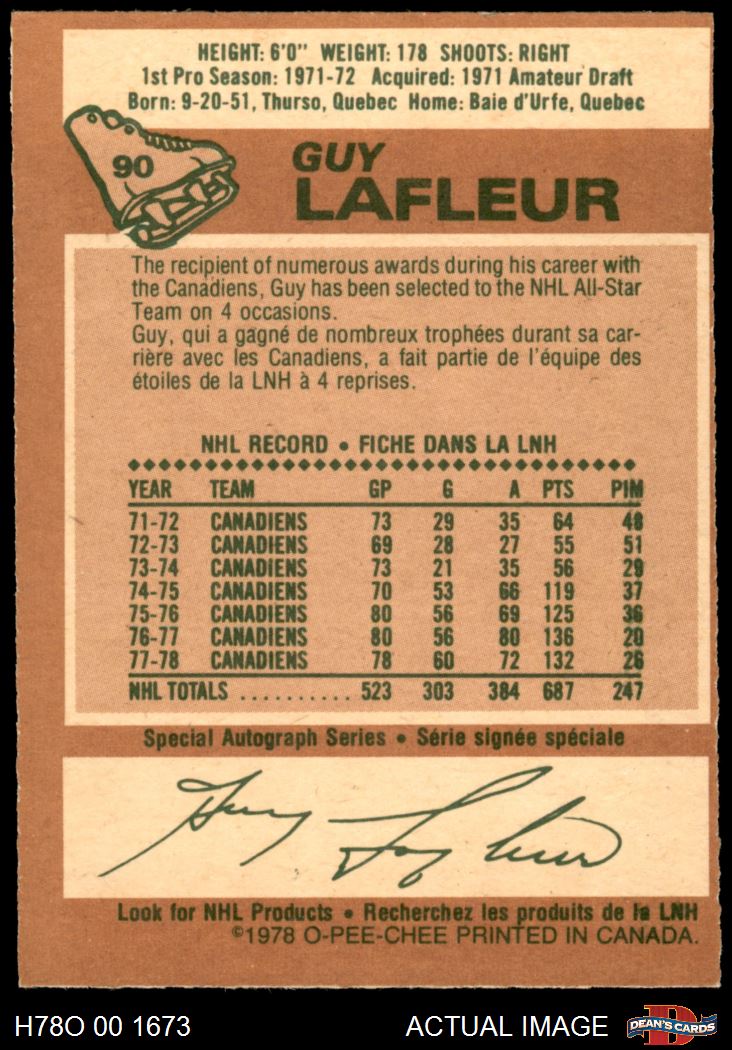 HEIGHT: 6'0" WEIGHT: 178 SHOOTS: RIGHT
1st Pro Season: 1971-72 Acquired: 1971 Amateur Draft
Born: 9-20-51, Thurso, Quebec Home: Baie d'Urfe, Quebec
90
GUY
LAFLEUR
The recipient of numerous awards during his career with
the Canadiens, Guy has been selected to the NHL All-Star
Team on 4 occasions.
Guy, qui a gagné de nombreux trophées durant sa car-
rière avec les Canadiens, a fait partie de l'équipe des
étoiles de la LNH à 4 reprises.
NHL RECORD • FICHE DANS LA LNH
YEAR TEAM GP G A PTS PIM
71-72 CANADIENS 73 29 35 64 48
72-73 CANADIENS 69 28 27 55 51
73-74 CANADIENS 73 21 35 56 29
74-75 CANADIENS 70 53 66 119 37
75-76 CANADIENS 80 56 69 125 36
76-77 CANADIENS 80 56 80 136 20
77-78 CANADIENS 78 60 72 132 26
NHL TOTALS .......... 523 303 384 687 247
Special Autograph Series • Série signée spéciale
Guy Lafleur
Look for NHL Products • Recherchez les produits de la LNH
©1978 O-PEE-CHEE PRINTED IN CANADA.
H78O 00 1673 ACTUAL IMAGE DEAN'S CARDS